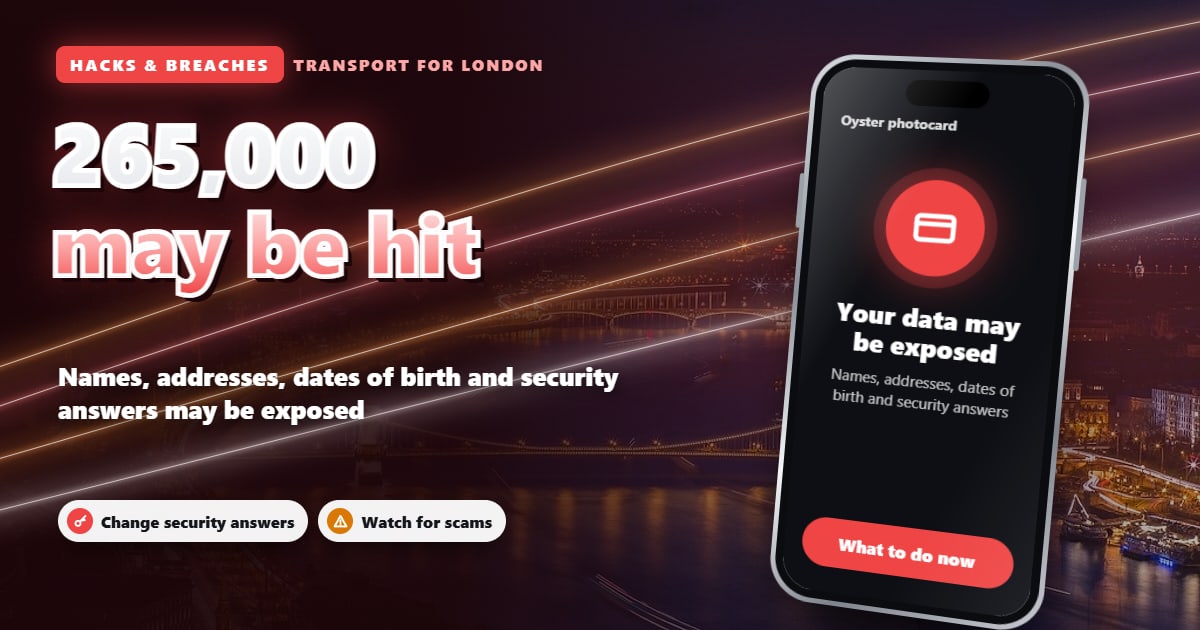 HACKS & BREACHES TRANSPORT FOR LONDON
265,000
may be hit
Names, addresses, dates of birth and security
answers may be exposed
Change security answers Watch for scams
Oyster photocard
Your data may
be exposed
Names, addresses, dates of
birth and security answers
What to do now